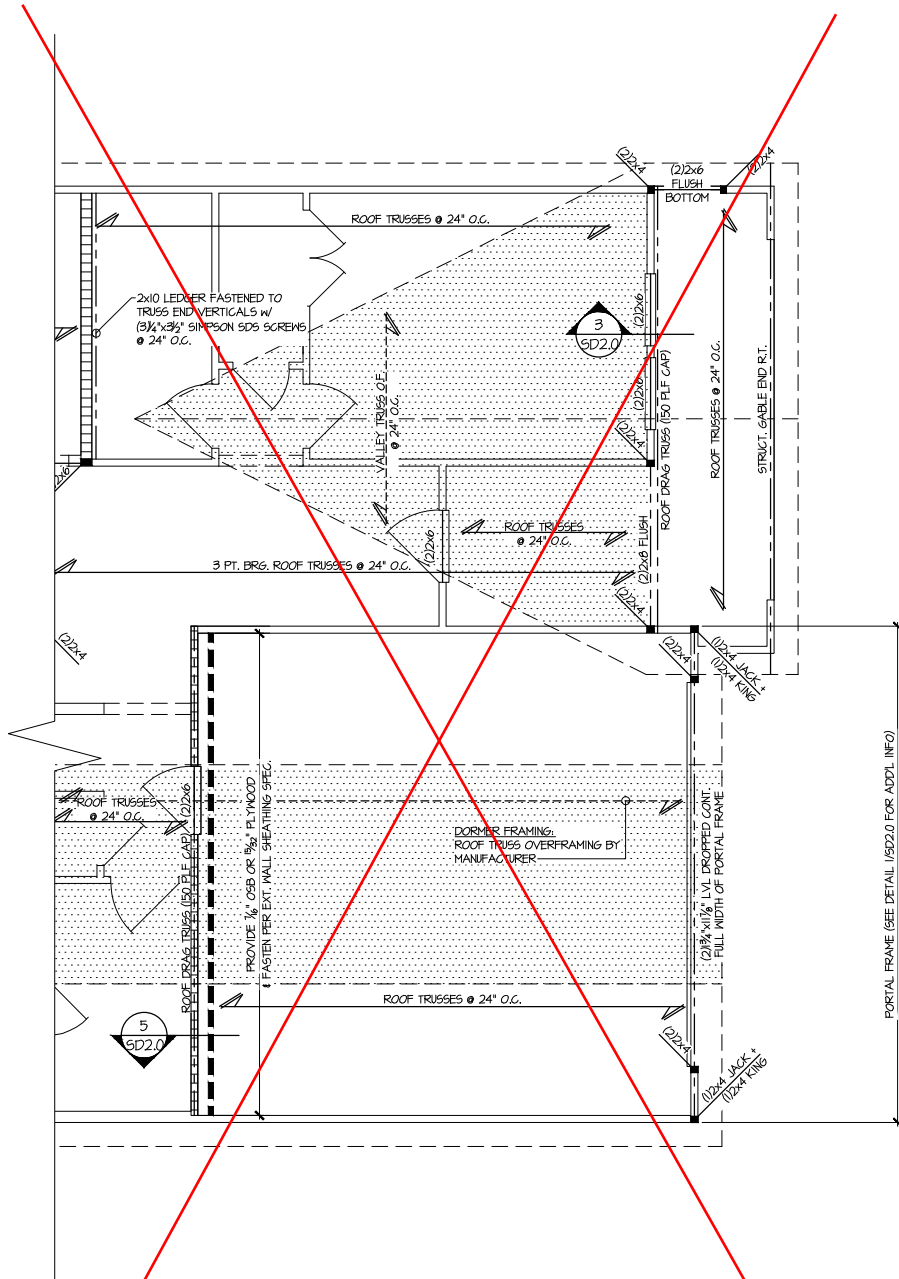 (2)2x4
(2)2x6
FLUSH
BOTTOM
(2)2x4
ROOF TRUSSES @ 24" O.C.
2x10 LEDGER FASTENED TO
TRUSS END VERTICALS W/
(3)¼"x3½" SIMPSON SDS SCREWS
@ 24" O.C.
3
SD2.0
(2)2x6
(2)2x6
(2)2x4
VALLEY TRUSS O.F.
@ 24" O.C.
ROOF DRAG TRUSS (150 PLF CAP)
ROOF TRUSSES @ 24" O.C.
STRUCT. GABLE END R.T.
2x6
ROOF TRUSSES
@ 24" O.C.
(2)2x6
(2)2x8 FLUSH
3 PT. BRG. ROOF TRUSSES @ 24" O.C.
(2)2x4
(2)2x4
(2)2x4
(1)2x4 JACK +
(1)2x4 KING
ROOF TRUSSES
@ 24" O.C.
(2)2x6
ROOF DRAG TRUSS (150 PLF CAP)
PROVIDE 7/16" OSB OR 15/32" PLYWOOD
& FASTEN PER EXT. WALL SHEATHING SPEC.
DORMER FRAMING:
ROOF TRUSS OVERFRAMING BY
MANUFACTURER
(2)1¾"x11⅞" LVL DROPPED CONT.
FULL WIDTH OF PORTAL FRAME
PORTAL FRAME (SEE DETAIL 1/SD2.0 FOR ADD'L INFO)
ROOF TRUSSES @ 24" O.C.
5
SD2.0
(2)2x4
(1)2x4 JACK +
(1)2x4 KING